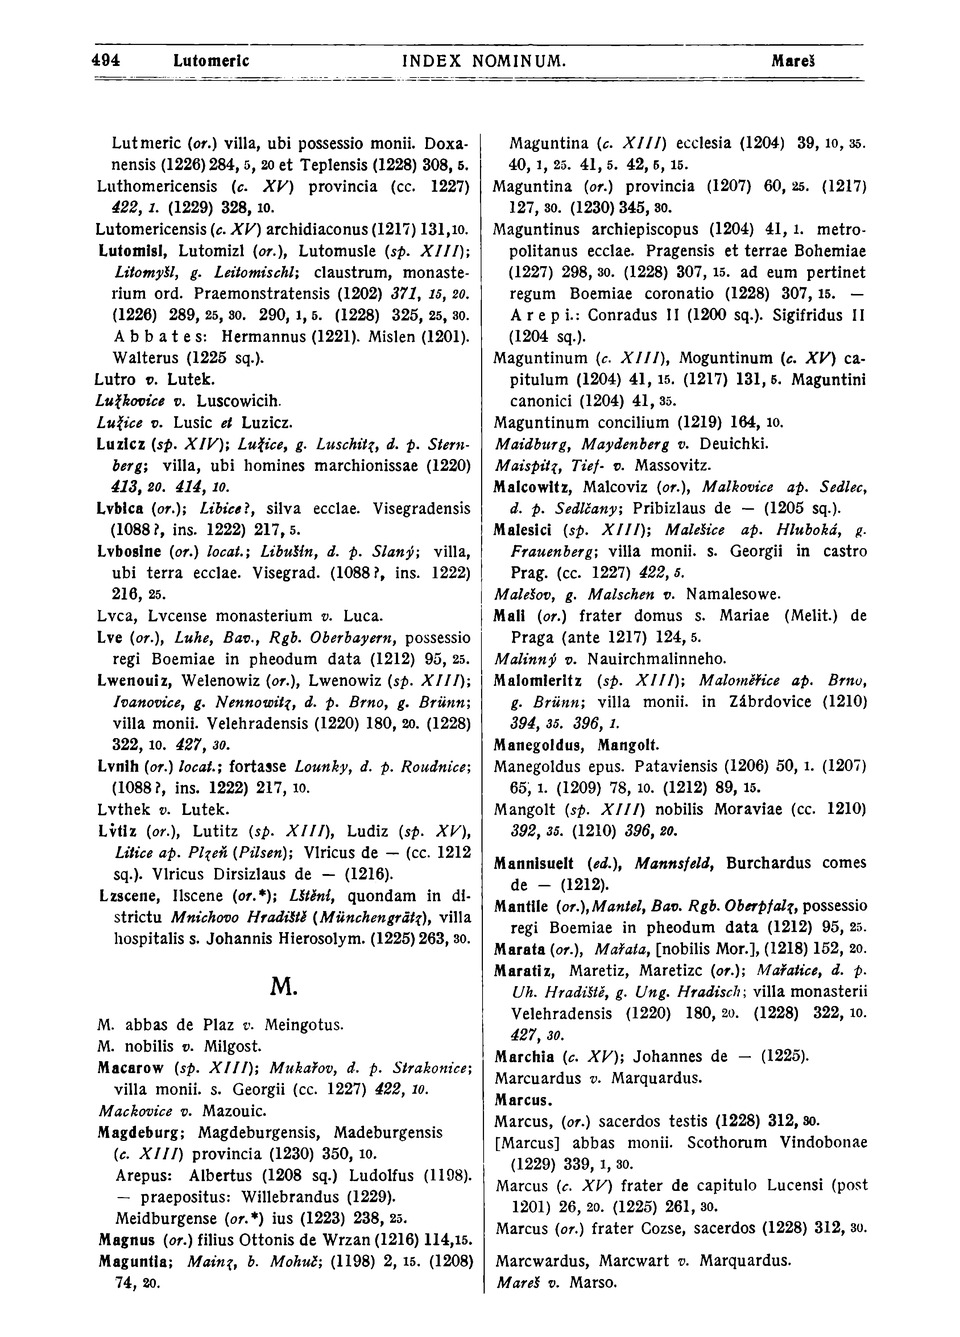 494 Lutomeric INDEX NOMINUM. Mareš
Lutmeric (or.) villa, ubi possessio monii. Doxa-
nensis (1226) 284, 5, 20 et Teplensis (1228) 308, 5.
Luthomericensis (c. XV) provincia (cc. 1227)
422, 1. (1229) 328, 10.
Lutomericensis (c. XV) archidiaconus (1217) 131,10.
Lutomisl, Lutomizl (or.), Lutomusle (sp. XIII);
Litomyšl, g. Leitomischl; claustrum, monaste-
rium ord. Praemonstratensis (1202) 371, 15, 20.
(1226) 289, 25, 30. 290, 1, 5. (1228) 325, 25, 30.
Abbates: Hermannus (1221). Mislen (1201).
Walterus (1225 sq.).
Lutro v. Lutek.
Lužkovice v. Luscowicih.
Lužice v. Lusic et Luzicz.
Luzicz (sp. XIV); Lužice, g. Luschitz, d. p. Stern-
berg; villa, ubi homines marchionissae (1220)
413, 20. 414, 10.
Lvbica (or.); Libice?, silva ecclae. Visegradensis
(1088?, ins. 1222) 217, 5.
Lvbosine (or.) locat.; Libušín, d. p. Slaný; villa,
ubi terra ecclae. Visegrad. (1088?, ins. 1222)
216, 25.
Lvca, Lvcense monasterium v. Luca.
Lve (or.), Luhe, Bav., Rgb. Oberbayern, possessio
regi Boemiae in pheodum data (1212) 95, 25.
Lwenouiz, Welenowiz (or.), Lwenowiz (sp. XIII);
Ivanovice, g. Nennowitz, d. p. Brno, g. Brünn;
villa monii. Velehradensis (1220) 180, 20. (1228)
322, 10. 427, 30.
Lvnih (or.) locat.; fortasse Lounky, d. p. Roudnice;
(1088?, ins. 1222) 217, 10.
Lvthek v. Lutek.
Lvtiz (or.), Lutitz (sp. XIII), Ludiz (sp. XV),
Litice ap. Plzeň (Pilsen); Vlricus de — (cc. 1212
sq.). Vlricus Dirsizlaus de — (1216).
Lzscene, Ilscene (or.*); Lštění, quondam in di-
strictu Mnichovo Hradiště (Münchengrätz), villa
hospitalis s. Johannis Hierosolym. (1225) 263, 30.
M.
M. abbas de Plaz v. Meingotus.
M. nobilis v. Milgost.
Macarow (sp. XIII); Mukařov, d. p. Strakonice;
villa monii. s. Georgii (cc. 1227) 422, 10.
Mackovice v. Mazouic.
Magdeburg; Magdeburgensis, Madeburgensis
(c. XIII) provincia (1230) 350, 10.
Arepus: Albertus (1208 sq.) Ludolfus (1198).
— praepositus: Willebrandus (1229).
Meidburgense (or.*) ius (1223) 238, 25.
Magnus (or.) filius Ottonis de Wrzan (1216) 114,15.
Maguntia; Mainz, b. Mohuč; (1198) 2, 15. (1208)
74, 20.
Maguntina (c. XIII) ecclesia (1204) 39, 10, 35.
40, 1, 25. 41, 5. 42, 5, 15.
Maguntina (or.) provincia (1207) 60, 25. (1217)
127, 30. (1230) 345, 30.
Maguntinus archiepiscopus (1204) 41, 1. metro-
politanus ecclae. Pragensis et terrae Bohemiae
(1227) 298, 30. (1228) 307, 15. ad eum pertinet
regum Boemiae coronatio (1228) 307, 15. —
Arepi.: Conradus II (1200 sq.). Sigifridus II
(1204 sq.).
Maguntinum (c. XIII), Moguntinum (c. XV) ca-
pitulum (1204) 41, 15. (1217) 131, 5. Maguntini
canonici (1204) 41, 35.
Maguntinum concilium (1219) 164, 10.
Maidburg, Maydenberg v. Deuichki.
Maispitz, Tief- v. Massovitz.
Malcowitz, Malcoviz (or.), Malkovice ap. Sedlec,
d. p. Sedlčany; Pribizlaus de — (1205 sq.).
Malesici (sp. XIII); Malešice ap. Hluboká, g.
Frauenberg; villa monii. s. Georgii in castro
Prag. (cc. 1227) 422, 5.
Malešov, g. Malschen v. Namalesowe.
Mali (or.) frater domus s. Mariae (Melit.) de
Praga (ante 1217) 124, 5.
Malinný v. Nauirchmalinneho.
Malomieritz (sp. XIII); Maloměřice ap. Brno,
g. Brünn; villa monii. in Zábrdovice (1210)
394, 35. 396, 1.
Manegoldus, Mangolt.
Manegoldus epus. Pataviensis (1206) 50, 1. (1207)
65, 1. (1209) 78, 10. (1212) 89, 15.
Mangolt (sp. XIII) nobilis Moraviae (cc. 1210)
392, 35. (1210) 396, 20.
Mannisuelt (ed.), Mannsfeld, Burchardus comes
de — (1212).
Mantile (or.), Mantel, Bav. Rgb. Oberpfalz, possessio
regi Boemiae in pheodum data (1212) 95, 25.
Marata (or.), Mařata, [nobilis Mor.], (1218) 152, 20.
Maratiz, Maretiz, Maretizc (or.); Mařatice, d. p.
Uh. Hradiště, g. Ung. Hradisch; villa monasterii
Velehradensis (1220) 180, 20. (1228) 322, 10.
427, 30.
Marchia (c. XV); Johannes de — (1225).
Marcuardus v. Marquardus.
Marcus.
Marcus, (or.) sacerdos testis (1228) 312, 30.
[Marcus] abbas monii. Scothorum Vindobonae
(1229) 339, 1, 30.
Marcus (c. XV) frater de capitulo Lucensi (post
1201) 26, 20. (1225) 261, 30.
Marcus (or.) frater Cozse, sacerdos (1228) 312, 30.
Marcwardus, Marcwart v. Marquardus.
Mareš v. Marso.